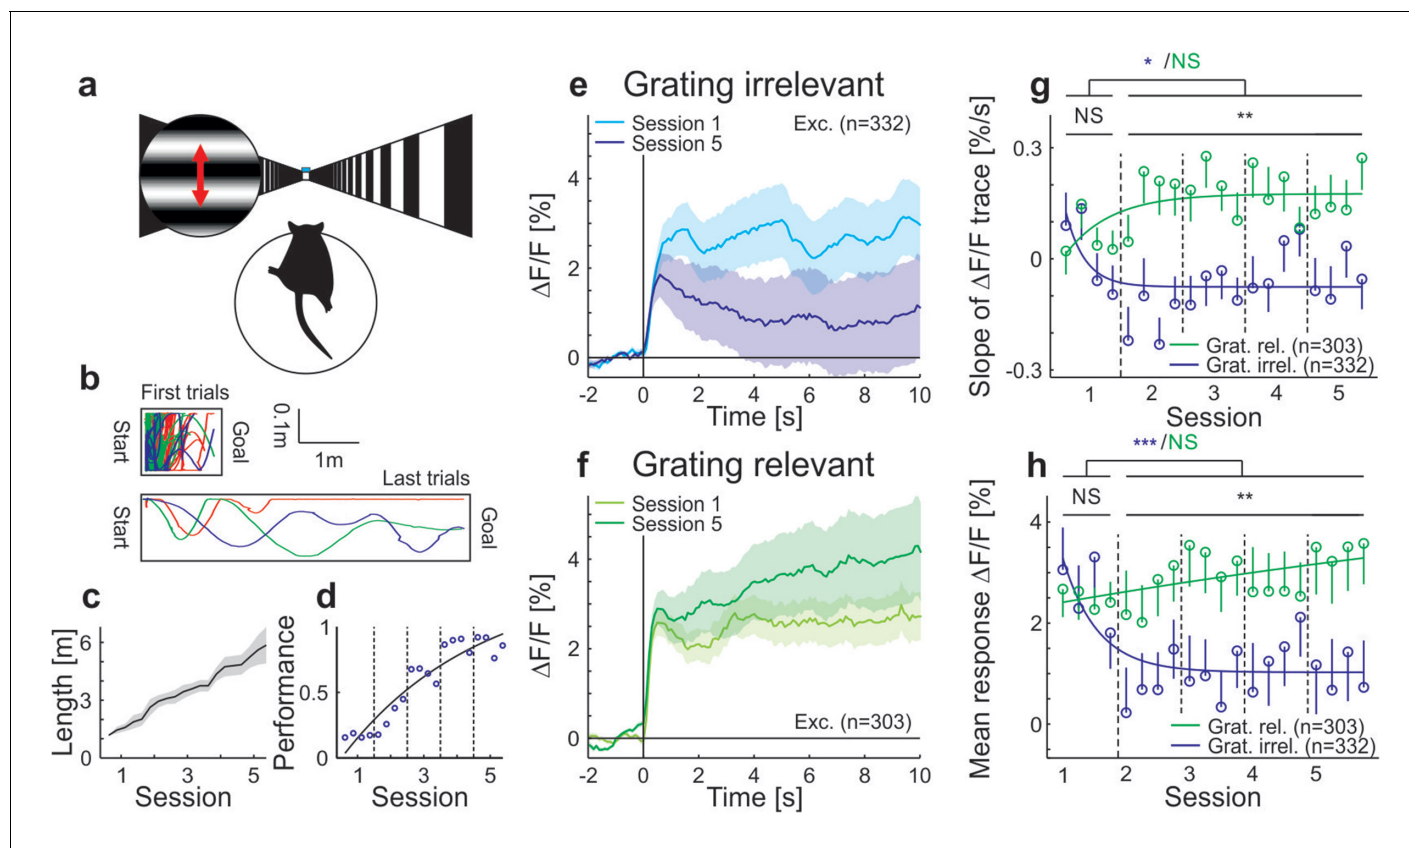 a
b
First trials
Start
Goal
0.1m
1m
Last trials
Start
Goal
c
Length [m]
6
3
0
1
3
5
Session
d
Performance
1
0.5
0
1
3
5
Session
e
Grating irrelevant
Session 1
Session 5
Exc. (n=332)
ΔF/F [%]
4
2
0
-2
0
2
4
6
8
10
Time [s]
f
Grating relevant
Session 1
Session 5
ΔF/F [%]
4
2
0
Exc. (n=303)
-2
0
2
4
6
8
10
Time [s]
g
* /NS
NS
**
Slope of ΔF/F trace [%/s]
0.3
0
-0.3
Grat. rel. (n=303)
Grat. irrel. (n=332)
1
2
3
4
5
Session
h
***/NS
NS
**
Mean response ΔF/F [%]
4
2
0
Grat. rel. (n=303)
Grat. irrel. (n=332)
1
2
3
4
5
Session